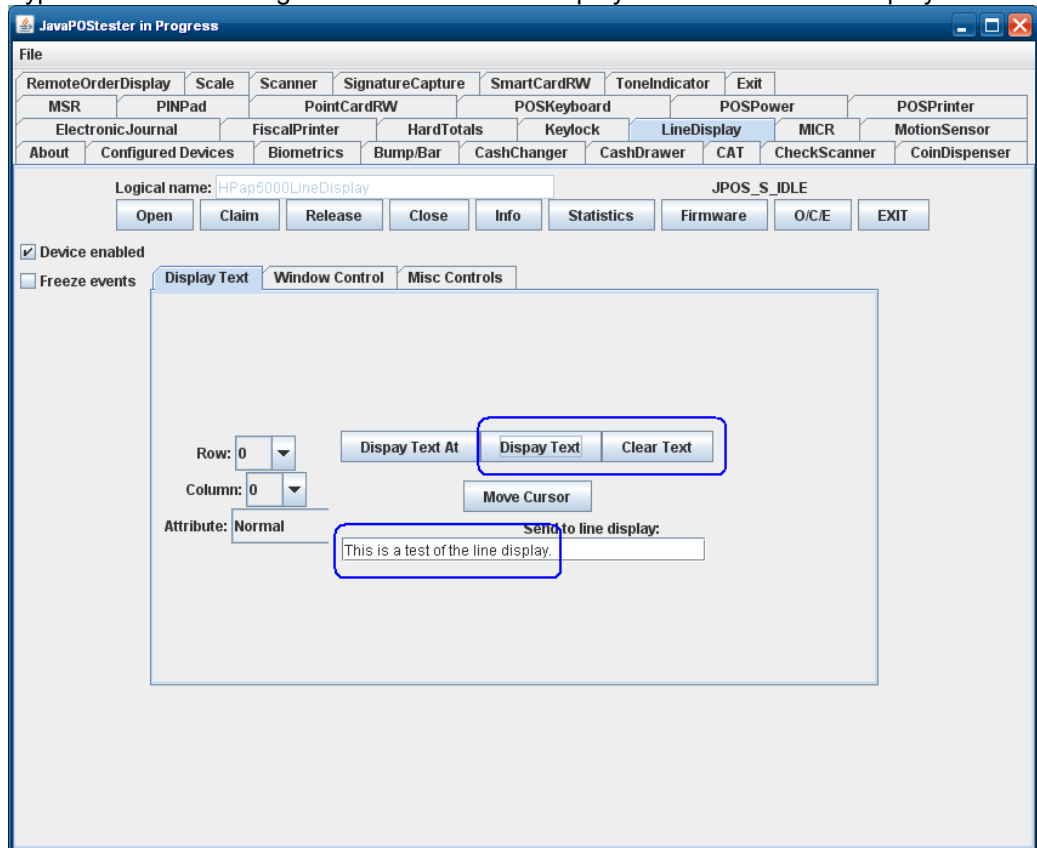 JavaPOStester in Progress
File
RemoteOrderDisplay Scale Scanner SignatureCapture SmartCardRW ToneIndicator Exit
MSR PINPad PointCardRW POSKeyboard POSPower POSPrinter
ElectronicJournal FiscalPrinter HardTotals Keylock LineDisplay MICR MotionSensor
About Configured Devices Biometrics Bump/Bar CashChanger CashDrawer CAT CheckScanner CoinDispenser
Logical name: HPap5000LineDisplay JPOS_S_IDLE
Open Claim Release Close Info Statistics Firmware O/C/E EXIT
Device enabled
Freeze events Display Text Window Control Misc Controls
Row: 0 Dispay Text At Dispay Text Clear Text
Column: 0 Move Cursor
Attribute: Normal Send to line display:
This is a test of the line display.